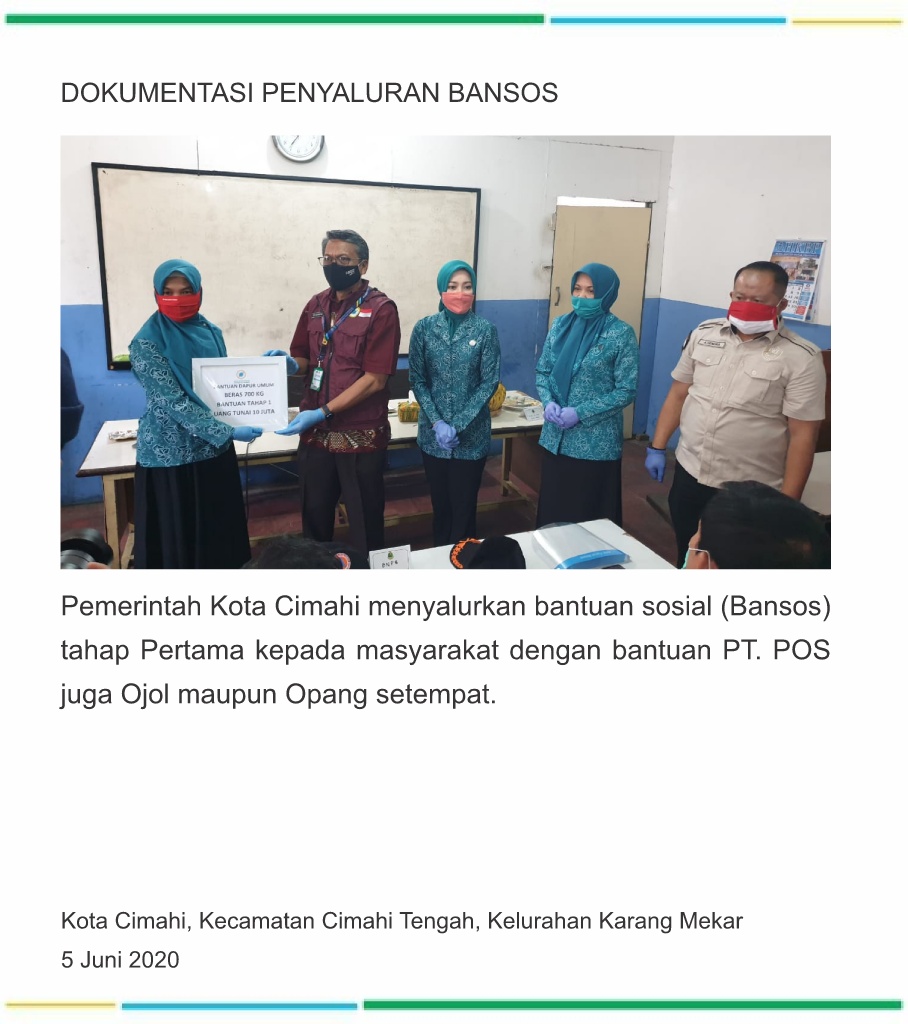 DOKUMENTASI PENYALURAN BANSOS
BANTUAN DAPUR UMUM
BERAS 700 KG
BANTUAN TAHAP 1
UANG TUNAI 10 JUTA
Pemerintah Kota Cimahi menyalurkan bantuan sosial (Bansos)
tahap Pertama kepada masyarakat dengan bantuan PT. POS
juga Ojol maupun Opang setempat.
Kota Cimahi, Kecamatan Cimahi Tengah, Kelurahan Karang Mekar
5 Juni 2020